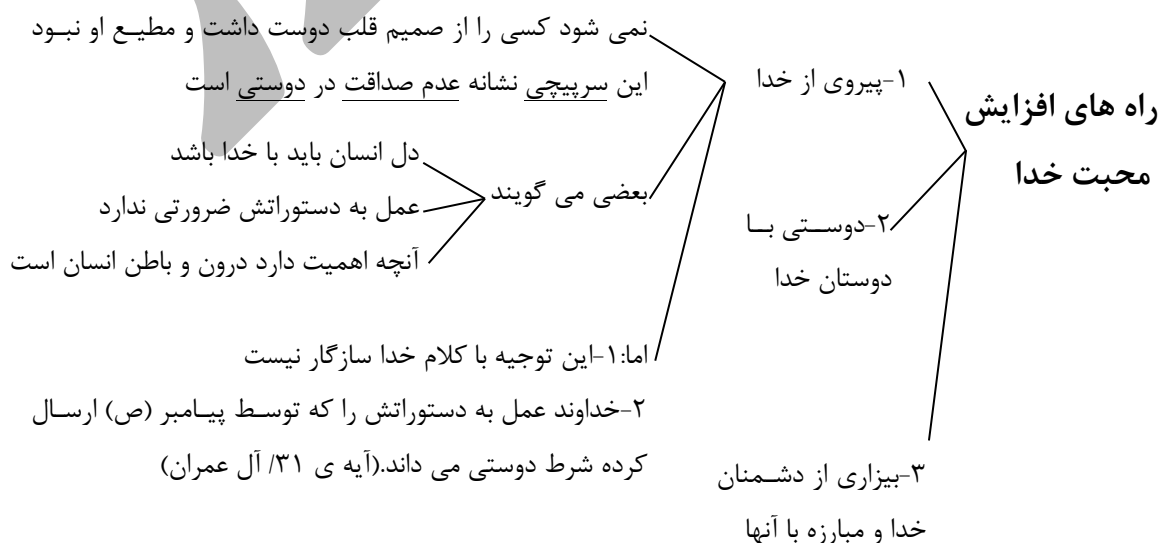 راه های افزایش
محبت خدا
۱-پیروی از خدا
نمی شود کسی را از صمیم قلب دوست داشت و مطیع او نبود
این سرپیچی نشانه عدم صداقت در دوستی است
بعضی می گویند
دل انسان باید با خدا باشد
عمل به دستوراتش ضرورتی ندارد
آنچه اهمیت دارد درون و باطن انسان است
اما:۱-این توجیه با کلام خدا سازگار نیست
۲-خداوند عمل به دستوراتش را که توسط پیامبر (ص) ارسال
کرده شرط دوستی می داند.(آیه ی ۳۱/ آل عمران)
۲-دوستی با
دوستان خدا
۳-بیزاری از دشمنان
خدا و مبارزه با آنها